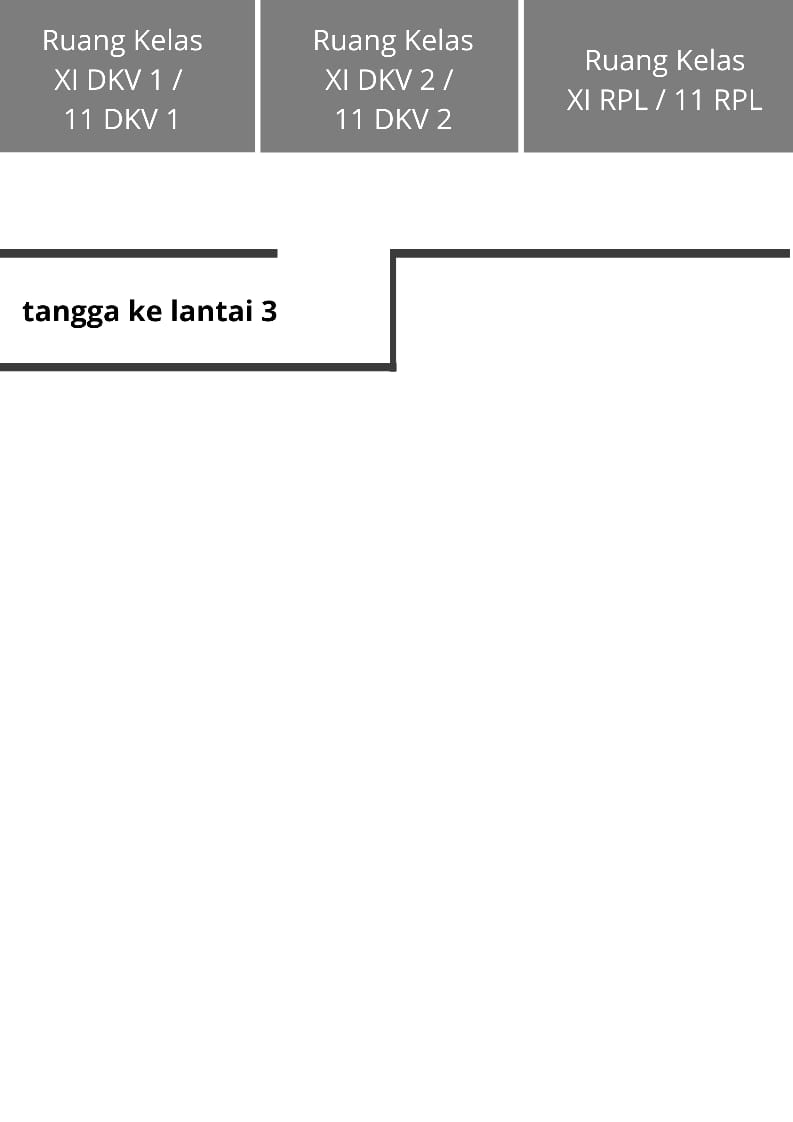 Ruang Kelas
XI DKV 1 /
11 DKV 1
Ruang Kelas
XI DKV 2 /
11 DKV 2
Ruang Kelas
XI RPL / 11 RPL
tangga ke lantai 3